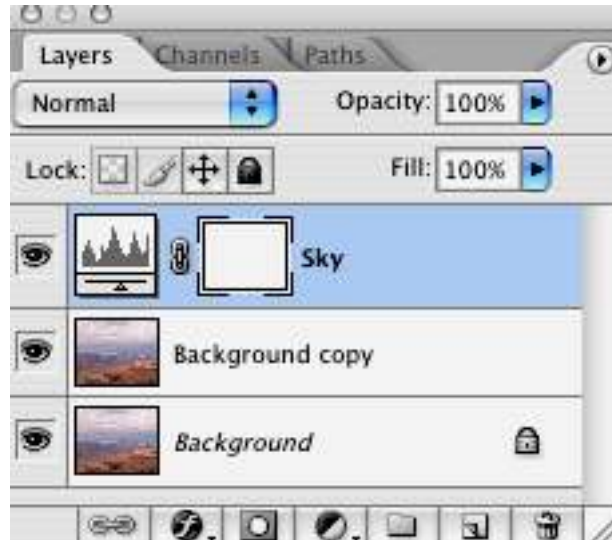 Layers Channels Paths
Normal Opacity: 100%
Lock: Fill: 100%
Sky
Background copy
Background